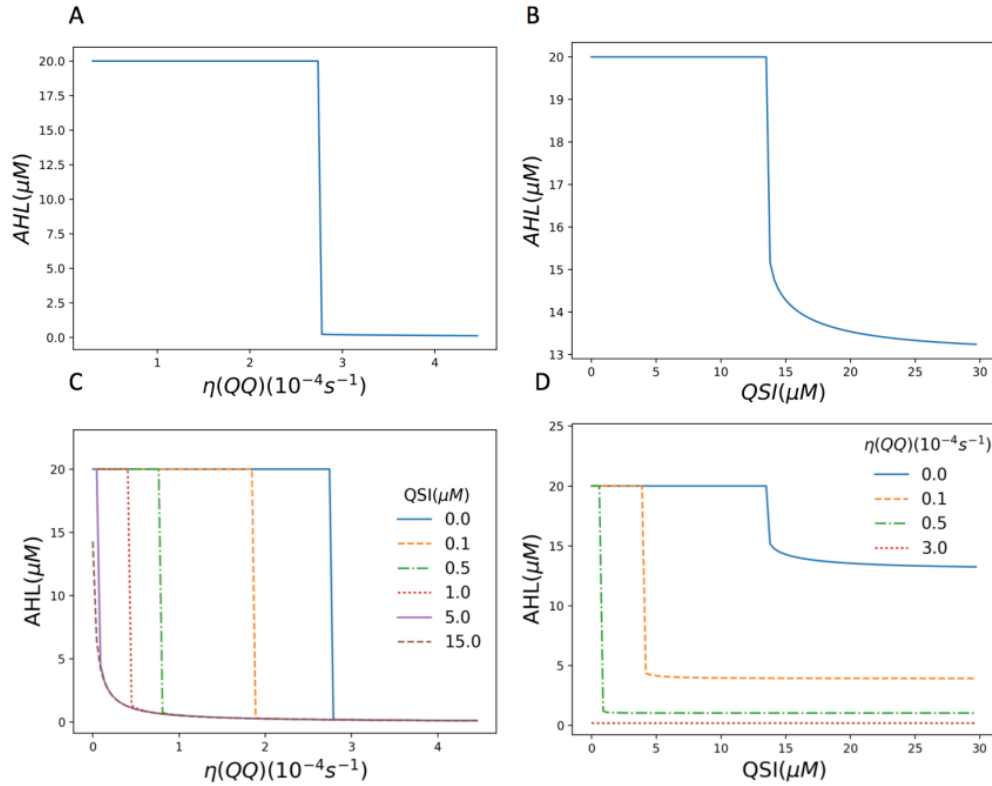 A
AHL(μM)
20.0
17.5
15.0
12.5
10.0
7.5
5.0
2.5
0.0
1 2 3 4
η(QQ)(10⁻⁴s⁻¹)
B
AHL(μM)
20
19
18
17
16
15
14
13
0 5 10 15 20 25 30
QSI(μM)
C
AHL(μM)
20
15
10
5
0
QSI(μM)
0.0
0.1
0.5
1.0
5.0
15.0
0 1 2 3 4
η(QQ)(10⁻⁴s⁻¹)
D
AHL(μM)
25
20
15
10
5
0
η(QQ)(10⁻⁴s⁻¹)
0.0
0.1
0.5
3.0
0 5 10 15 20 25 30
QSI(μM)